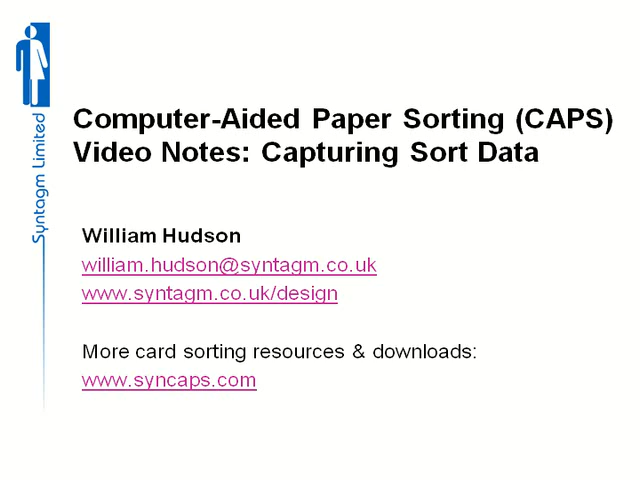 Syntagm Limited
Computer-Aided Paper Sorting (CAPS)
Video Notes: Capturing Sort Data
William Hudson
william.hudson@syntagm.co.uk
www.syntagm.co.uk/design
More card sorting resources & downloads:
www.syncaps.com